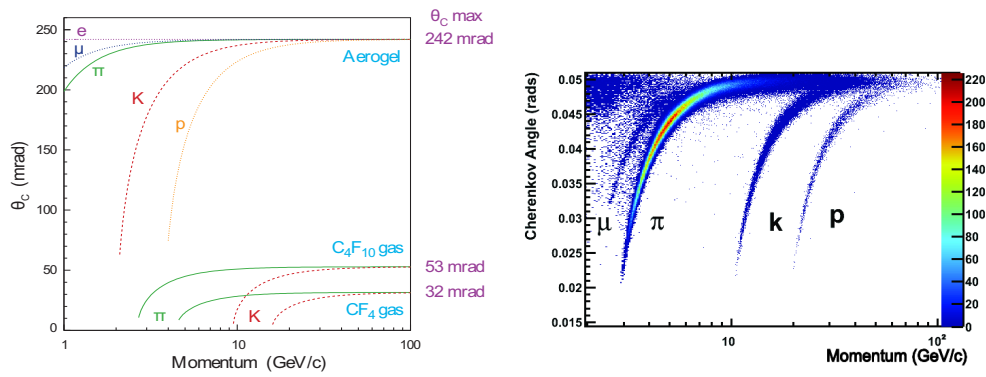 θC max
242 mrad
250
200
150
100
50
0
θC (mrad)
e
μ
π
K
p
Aerogel
C4F10 gas
53 mrad
32 mrad
π
K
CF4 gas
1
10
100
Momentum (GeV/c)
Cherenkov Angle (rads)
0.05
0.045
0.04
0.035
0.03
0.025
0.02
0.015
μ
π
k
p
10
10²
Momentum (GeV/c)
220
200
180
160
140
120
100
80
60
40
20
0